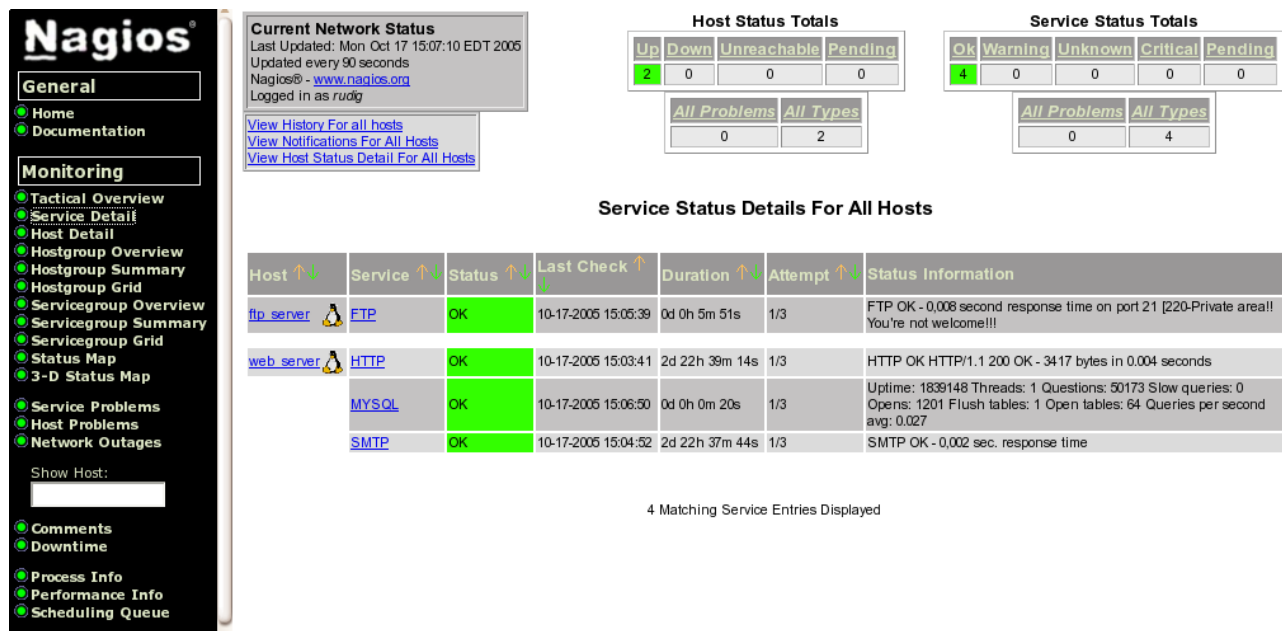 Nagios®
General
Home
Documentation
Monitoring
Tactical Overview
Service Detail
Host Detail
Hostgroup Overview
Hostgroup Summary
Hostgroup Grid
Servicegroup Overview
Servicegroup Summary
Servicegroup Grid
Status Map
3-D Status Map
Service Problems
Host Problems
Network Outages
Show Host:
Comments
Downtime
Process Info
Performance Info
Scheduling Queue
Current Network Status
Last Updated: Mon Oct 17 15:07:10 EDT 2005
Updated every 90 seconds
Nagios® - www.nagios.org
Logged in as rudig
View History For all hosts
View Notifications For All Hosts
View Host Status Detail For All Hosts
Host Status Totals
Up Down Unreachable Pending
2 0 0 0
All Problems All Types
0 2
Service Status Totals
Ok Warning Unknown Critical Pending
4 0 0 0 0
All Problems All Types
0 4
Service Status Details For All Hosts
Host Service Status Last Check Duration Attempt Status Information
ftp server FTP OK 10-17-2005 15:05:39 0d 0h 5m 51s 1/3 FTP OK - 0,008 second response time on port 21 [220-Private area!!
You're not welcome!!!
web server HTTP OK 10-17-2005 15:03:41 2d 22h 39m 14s 1/3 HTTP OK HTTP/1.1 200 OK - 3417 bytes in 0.004 seconds
MYSQL OK 10-17-2005 15:06:50 0d 0h 0m 20s 1/3 Uptime: 1839148 Threads: 1 Questions: 50173 Slow queries: 0
Opens: 1201 Flush tables: 1 Open tables: 64 Queries per second
avg: 0.027
SMTP OK 10-17-2005 15:04:52 2d 22h 37m 44s 1/3 SMTP OK - 0,002 sec. response time
4 Matching Service Entries Displayed